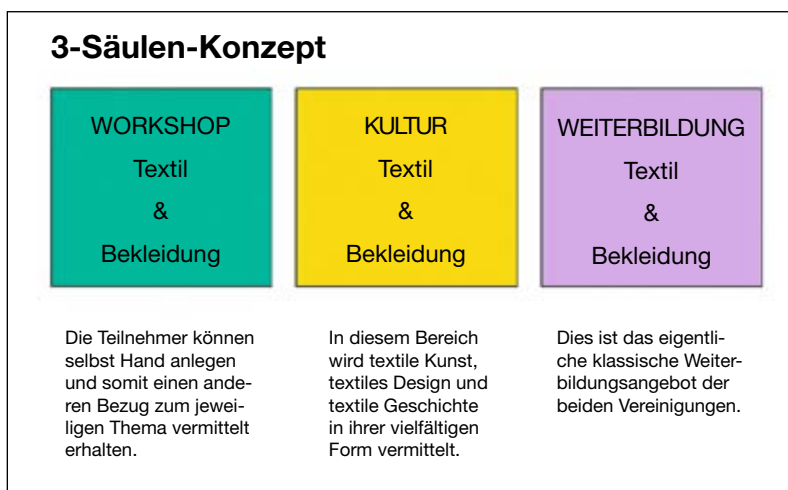 3-Säulen-Konzept
WORKSHOP
Textil
&
Bekleidung
KULTUR
Textil
&
Bekleidung
WEITERBILDUNG
Textil
&
Bekleidung
Die Teilnehmer können
selbst Hand anlegen
und somit einen ande-
ren Bezug zum jewei-
ligen Thema vermittelt
erhalten.
In diesem Bereich
wird textile Kunst,
textiles Design und
textile Geschichte
in ihrer vielfältigen
Form vermittelt.
Dies ist das eigentli-
che klassische Weiter-
bildungsangebot der
beiden Vereinigungen.